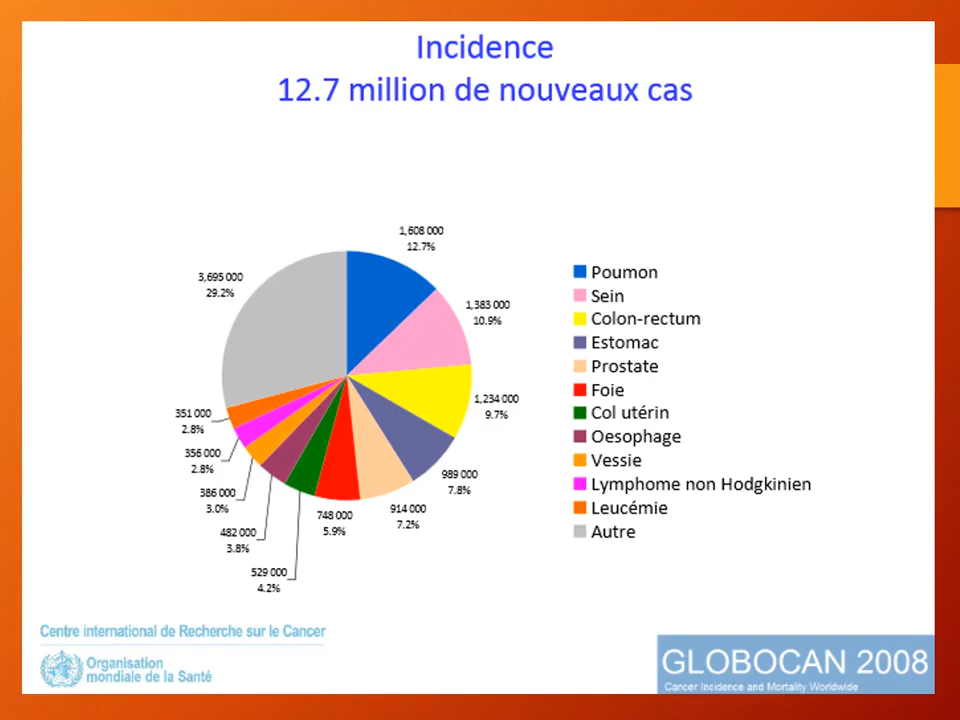 Incidence
12.7 million de nouveaux cas
1,608 000
12.7%
3,695 000
29.2%
1,383 000
10.9%
1,234 000
9.7%
351 000
2.8%
356 000
2.8%
989 000
7.8%
386 000
3.0%
914 000
7.2%
748 000
5.9%
482 000
3.8%
529 000
4.2%
Poumon
Sein
Colon-rectum
Estomac
Prostate
Foie
Col utérin
Oesophage
Vessie
Lymphome non Hodgkinien
Leucémie
Autre
Centre international de Recherche sur le Cancer
Organisation
mondiale de la Santé
GLOBOCAN 2008
Cancer Incidence and Mortality Worldwide